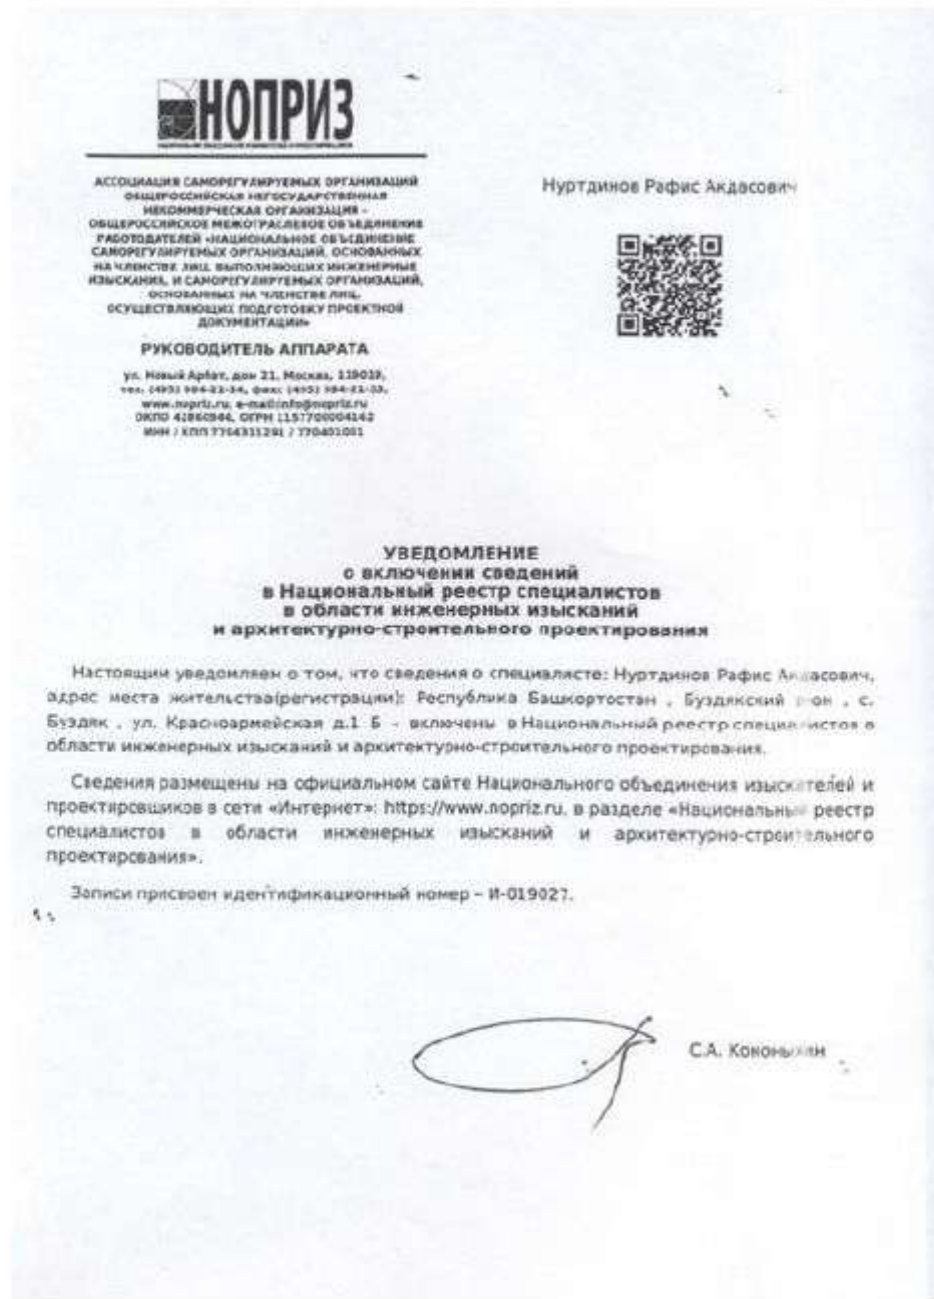 НОПРИЗ
АССОЦИАЦИЯ САМОРЕГУЛИРУЕМЫХ ОРГАНИЗАЦИЙ
ОБЩЕРОССИЙСКАЯ НЕГОСУДАРСТВЕННАЯ
НЕКОММЕРЧЕСКАЯ ОРГАНИЗАЦИЯ –
ОБЩЕРОССИЙСКОЕ МЕЖОТРАСЛЕВОЕ ОБЪЕДИНЕНИЕ
РАБОТОДАТЕЛЕЙ «НАЦИОНАЛЬНОЕ ОБЪЕДИНЕНИЕ
САМОРЕГУЛИРУЕМЫХ ОРГАНИЗАЦИЙ, ОСНОВАННЫХ
НА ЧЛЕНСТВЕ ЛИЦ, ВЫПОЛНЯЮЩИХ ИНЖЕНЕРНЫЕ
ИЗЫСКАНИЯ, И САМОРЕГУЛИРУЕМЫХ ОРГАНИЗАЦИЙ,
ОСНОВАННЫХ НА ЧЛЕНСТВЕ ЛИЦ,
ОСУЩЕСТВЛЯЮЩИХ ПОДГОТОВКУ ПРОЕКТНОЙ
ДОКУМЕНТАЦИИ»
РУКОВОДИТЕЛЬ АППАРАТА
ул. Новый Арбат, дом 21, Москва, 119019,
www.nopriz.ru, e-mail:info@nopriz.ru
Нуртдинов Рафис Акдасович
УВЕДОМЛЕНИЕ
о включении сведений
в Национальный реестр специалистов
в области инженерных изысканий
и архитектурно-строительного проектирования
Настоящим уведомляем о том, что сведения о специалисте: Нуртдинов Рафис Акдасович,
адрес места жительства(регистрации): Республика Башкортостан , Буздякский , с.
Буздяк , ул. Красноармейская д.1 Б - включены в Национальный реестр специалистов в
области инженерных изысканий и архитектурно-строительного проектирования.
Сведения размещены на официальном сайте Национального объединения изыскателей и
проектировщиков в сети «Интернет»: https://www.nopriz.ru, в разделе «Национальный реестр
специалистов в области инженерных изысканий и архитектурно-строительного
проектирования».
Записи присвоен идентификационный номер – И-019027.
С.А.